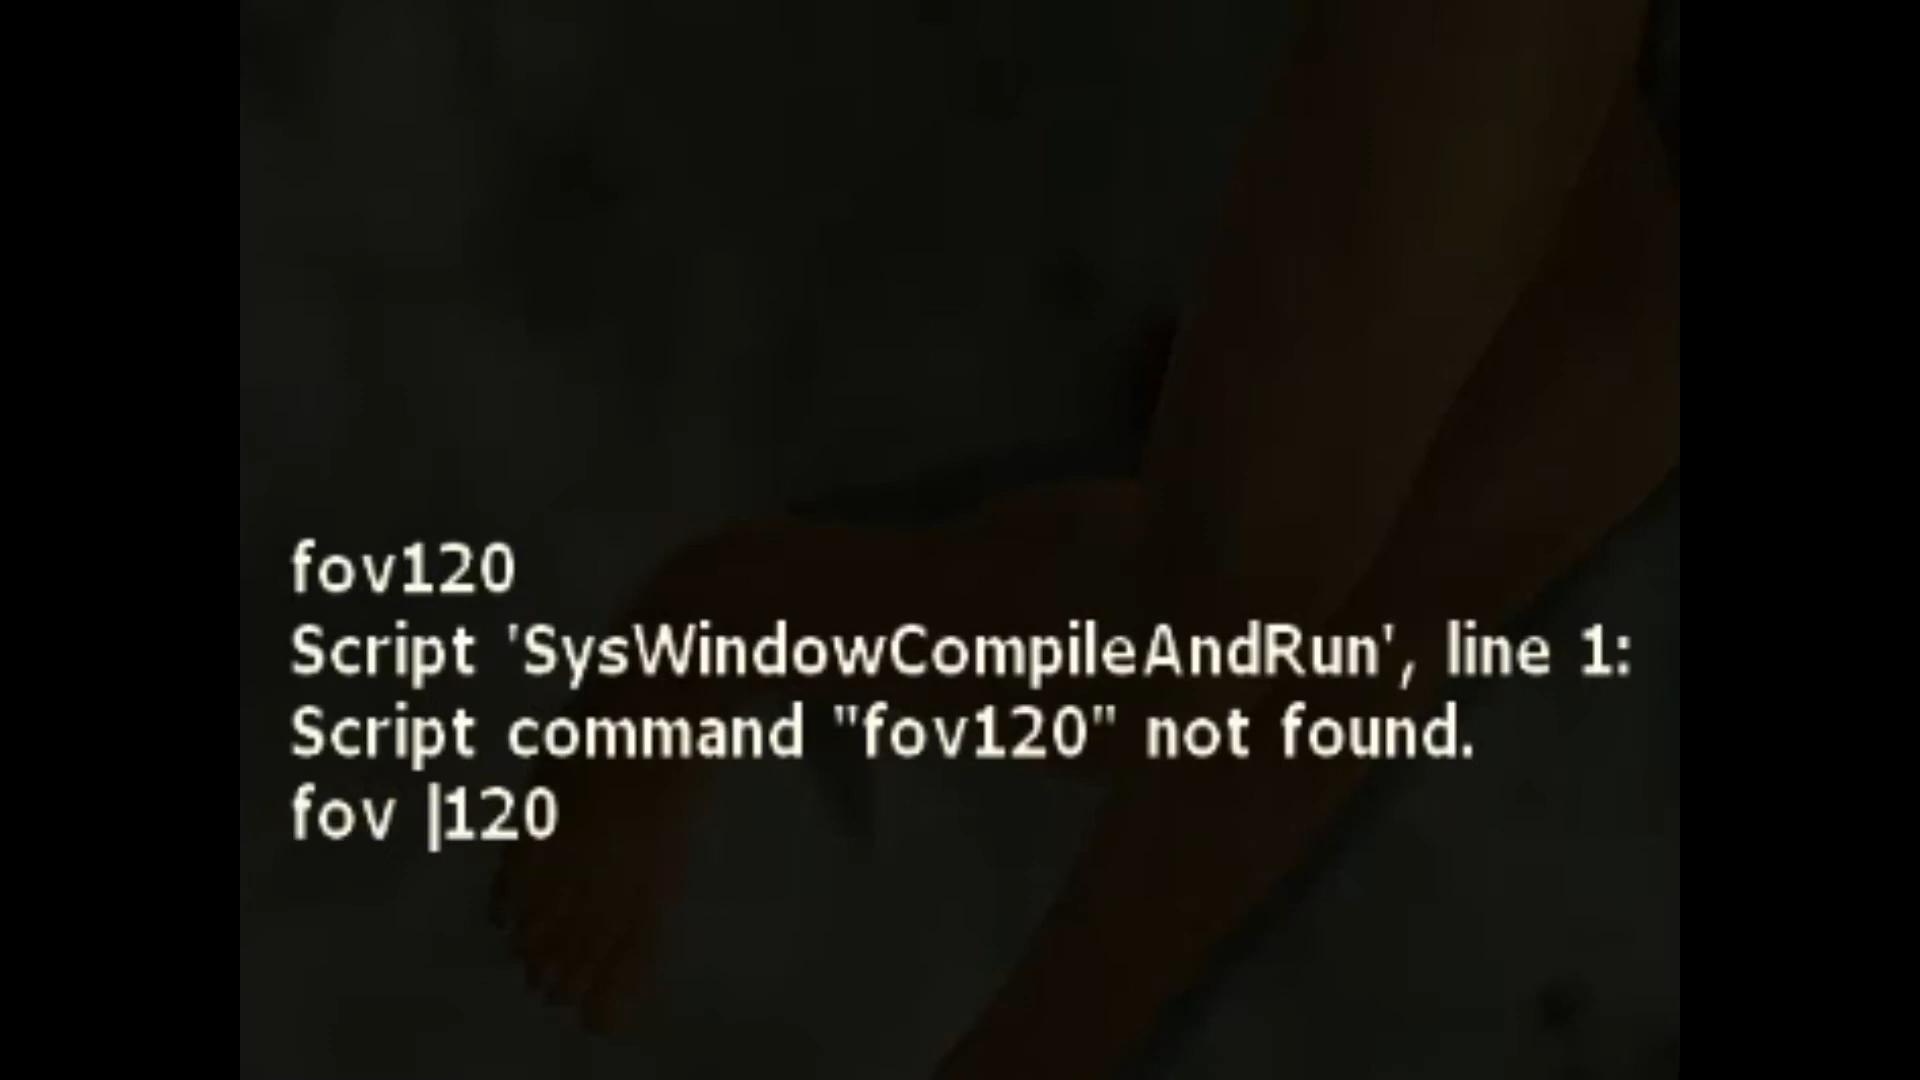 fov120
Script 'SysWindowCompileAndRun', line 1:
Script command "fov120" not found.
fov |120